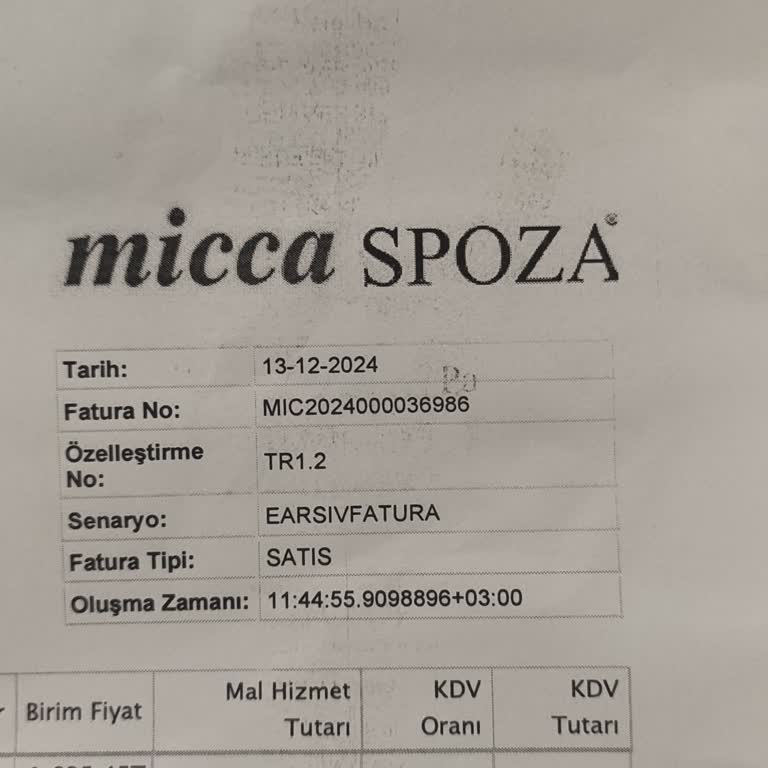 micca SPOZA®
Tarih: 13-12-2024
Fatura No: MIC2024000036986
Özelleştirme
No: TR1.2
Senaryo: EARSIVFATURA
Fatura Tipi: SATIS
Oluşma Zamanı: 11:44:55.9098896+03:00
Birim Fiyat Mal Hizmet Tutarı KDV Oranı KDV Tutarı